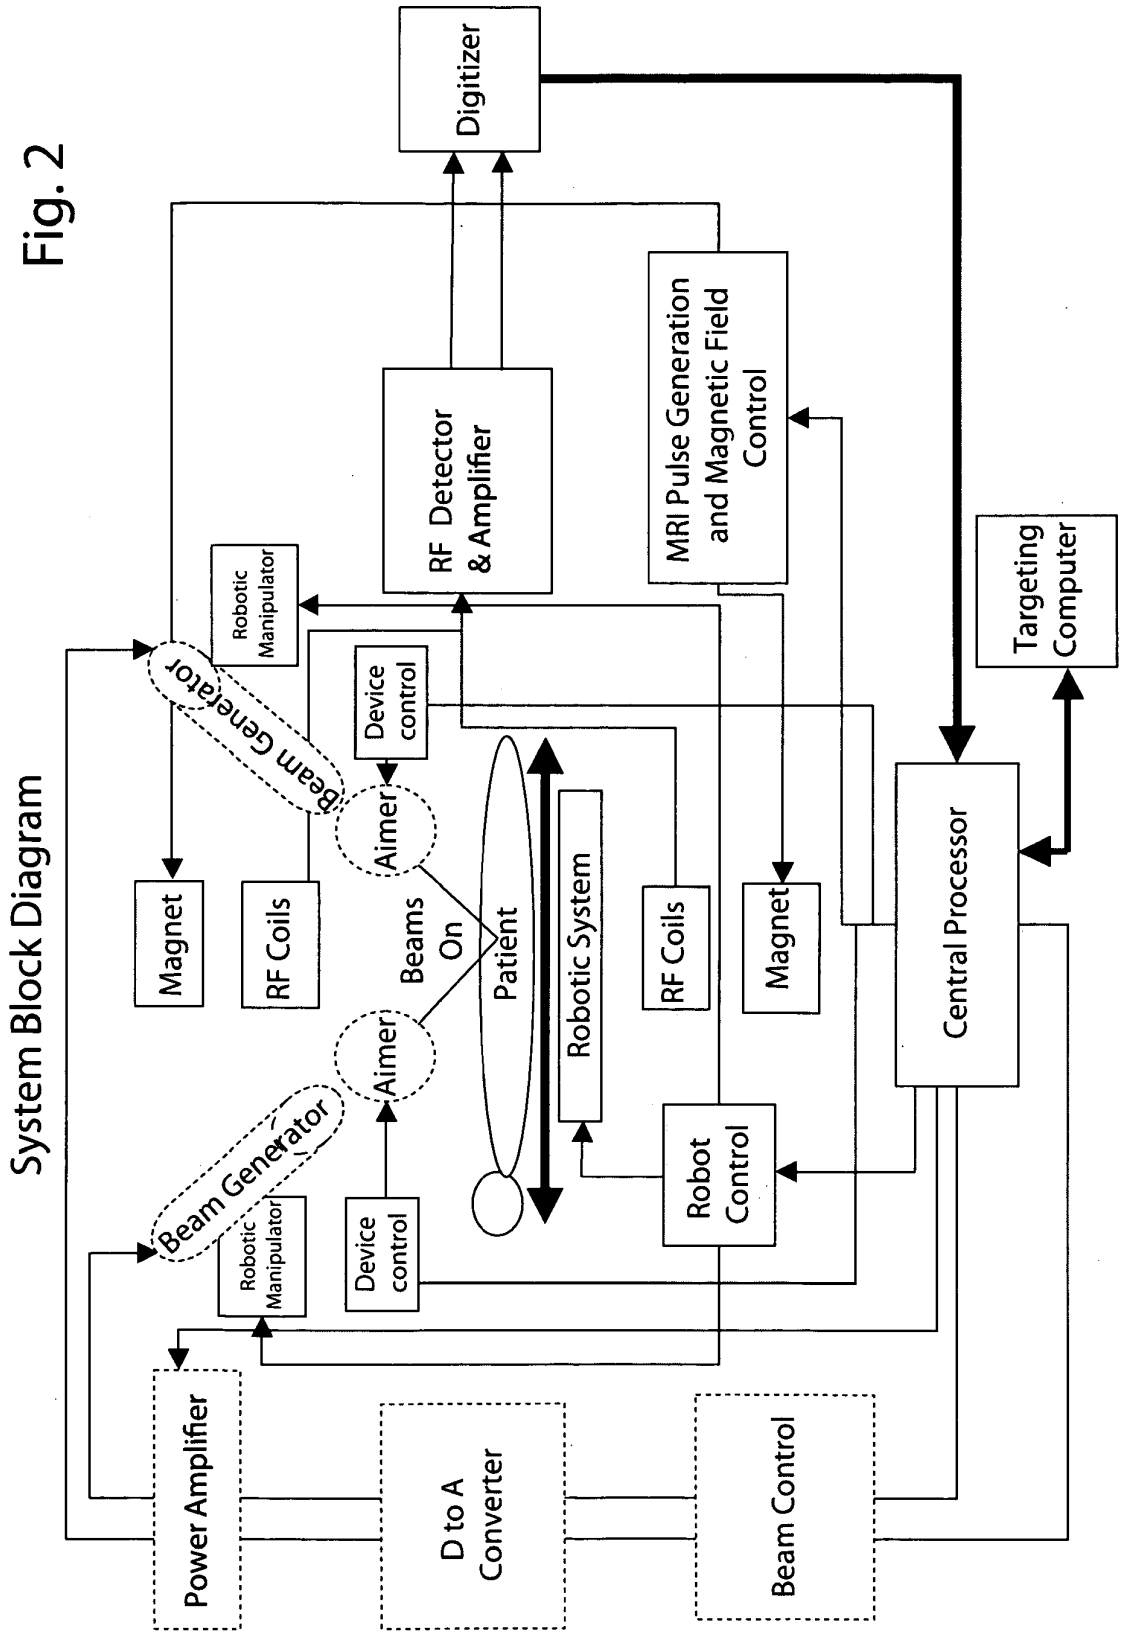 System Block Diagram
Fig. 2
Power Amplifier
Beam Generator
Robotic
Manipulator
Magnet
Beam Generator
Robotic
Manipulator
RF Coils
Device
control
Aimer
Beams
On
Aimer
Device
control
D to A
Converter
Patient
RF Detector
& Amplifier
Digitizer
Robotic System
Robot
Control
RF Coils
Magnet
MRI Pulse Generation
and Magnetic Field
Control
Beam Control
Central Processor
Targeting
Computer